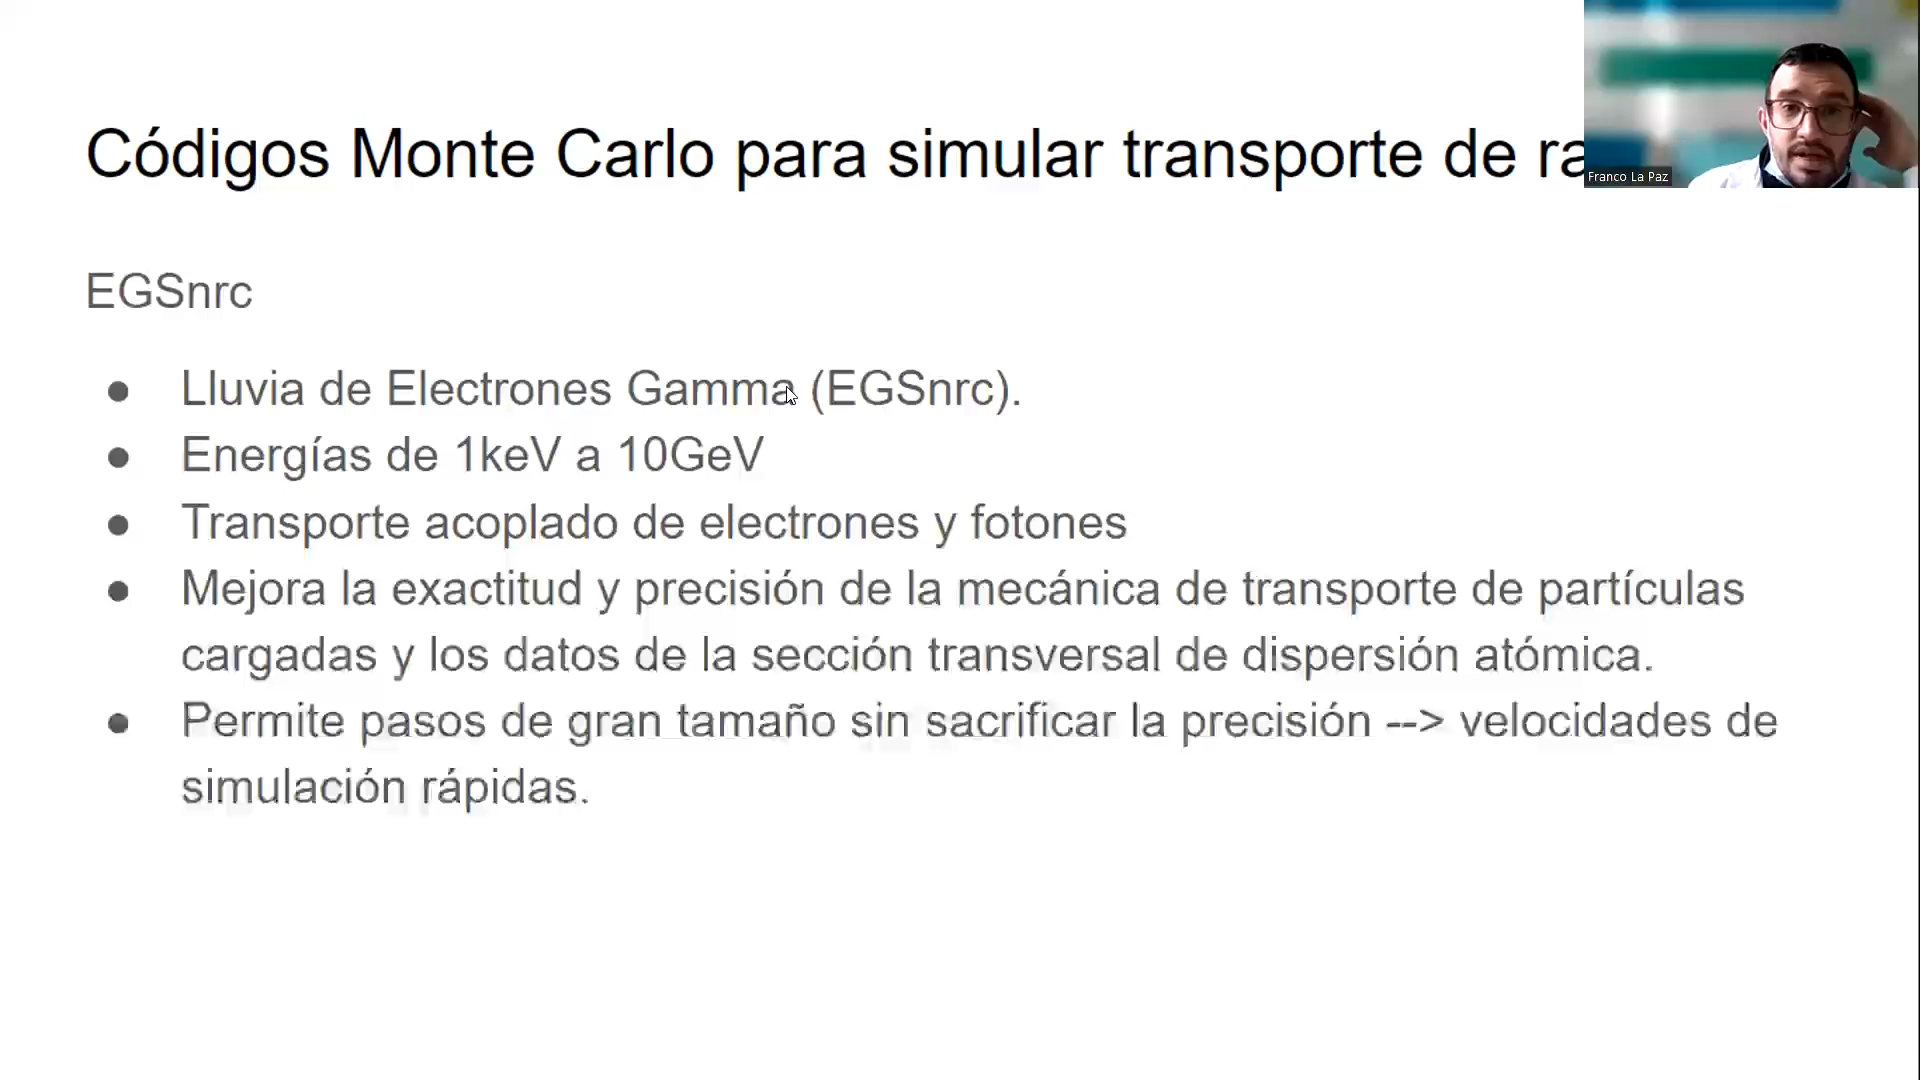 Códigos Monte Carlo para simular transporte de
Franco La Paz
EGSnrc
● Lluvia de Electrones Gamma (EGSnrc).
● Energías de 1keV a 10GeV
● Transporte acoplado de electrones y fotones
● Mejora la exactitud y precisión de la mecánica de transporte de partículas
cargadas y los datos de la sección transversal de dispersión atómica.
● Permite pasos de gran tamaño sin sacrificar la precisión --> velocidades de
simulación rápidas.